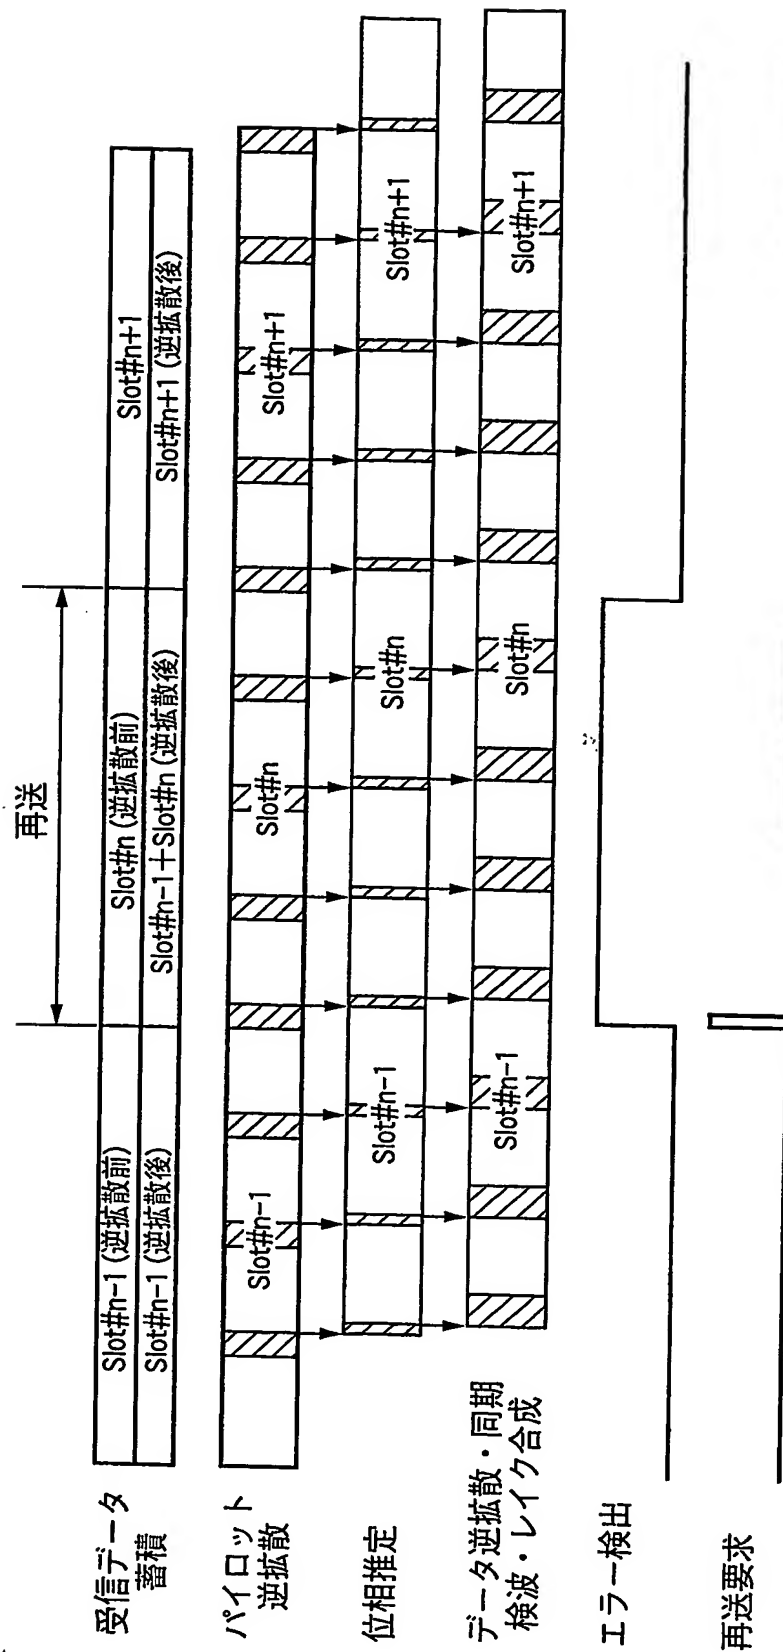 再送
受信データ
蓄積
Slot#n-1 (逆拡散前)
Slot#n (逆拡散前)
Slot#n+1
Slot#n-1 (逆拡散後)
Slot#n-1+Slot#n (逆拡散後)
Slot#n+1 (逆拡散後)
パイロット
逆拡散
Slot#n-1
Slot#n
Slot#n+1
位相推定
Slot#n-1
Slot#n
Slot#n+1
データ逆拡散・同期
検波・レイク合成
Slot#n-1
Slot#n
Slot#n+1
エラー検出
再送要求